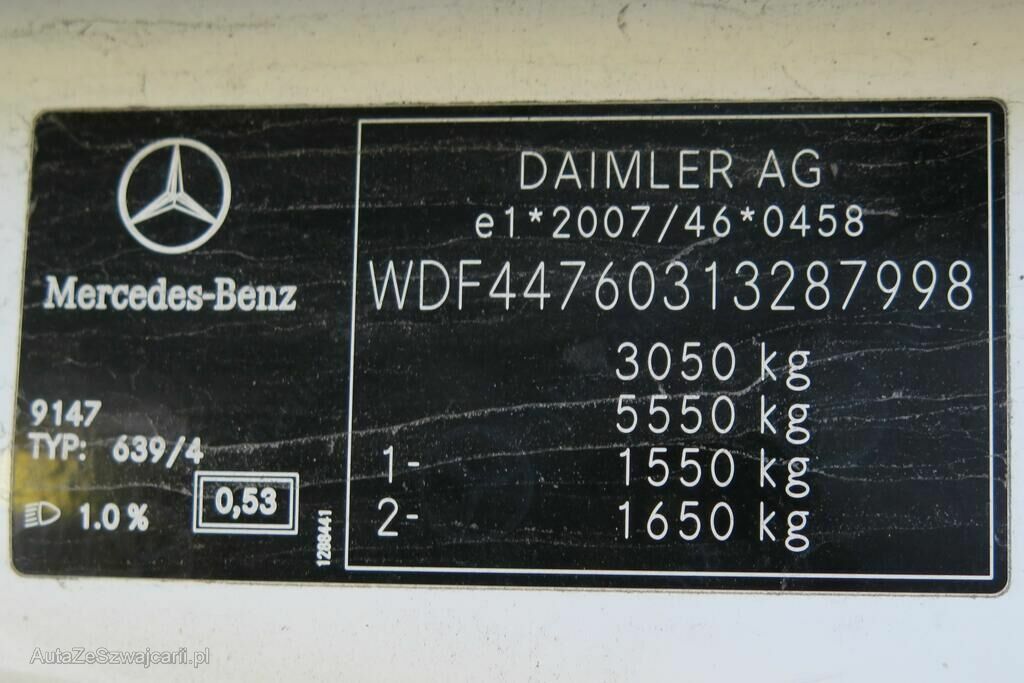 Mercedes-Benz
9147
TYP: 639/4
1.0 %
0,53
1288441
DAIMLER AG
e1*2007/46*0458
WDF44760313287998
3050 kg
5550 kg
1- 1550 kg
2- 1650 kg
AutaZeSzwajcarii.pl